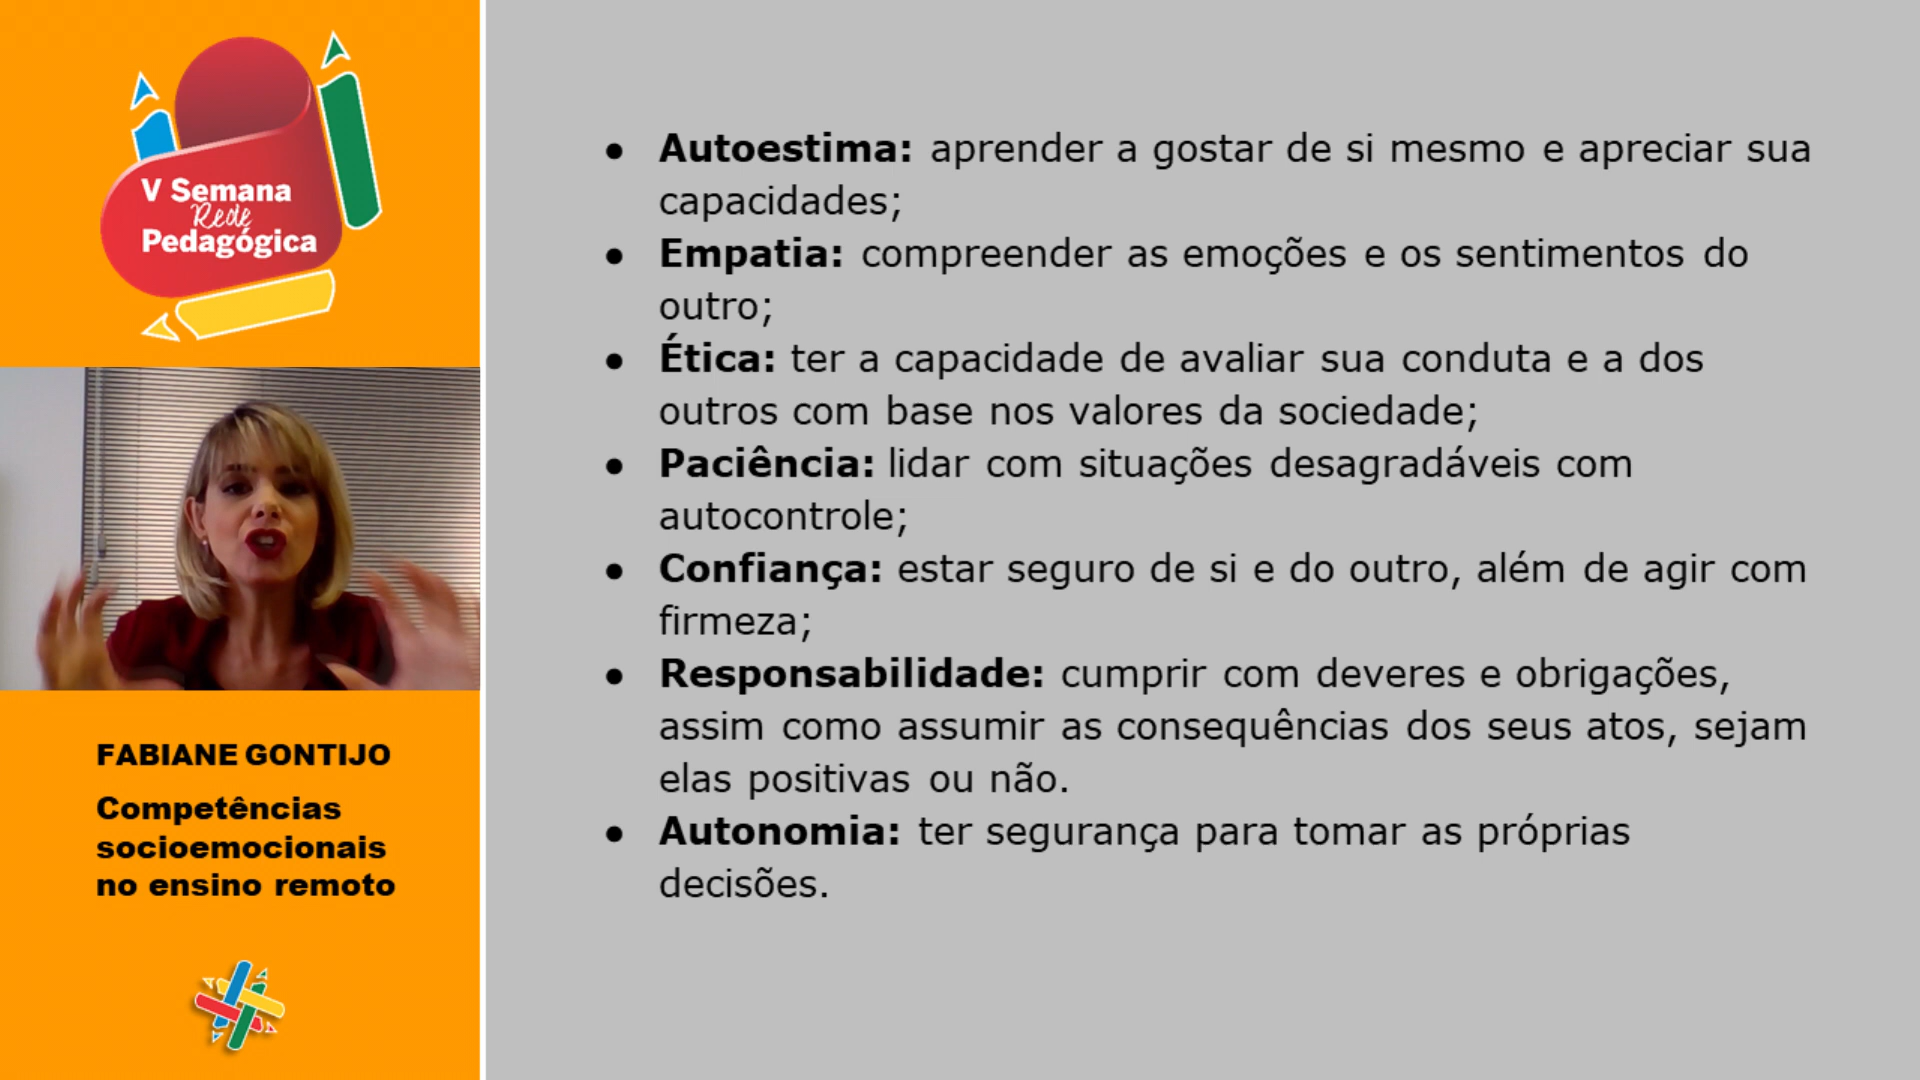 V Semana
Rede
Pedagógica
FABIANE GONTIJO
Competências
socioemocionais
no ensino remoto
● Autoestima: aprender a gostar de si mesmo e apreciar sua
capacidades;
● Empatia: compreender as emoções e os sentimentos do
outro;
● Ética: ter a capacidade de avaliar sua conduta e a dos
outros com base nos valores da sociedade;
● Paciência: lidar com situações desagradáveis com
autocontrole;
● Confiança: estar seguro de si e do outro, além de agir com
firmeza;
● Responsabilidade: cumprir com deveres e obrigações,
assim como assumir as consequências dos seus atos, sejam
elas positivas ou não.
● Autonomia: ter segurança para tomar as próprias
decisões.